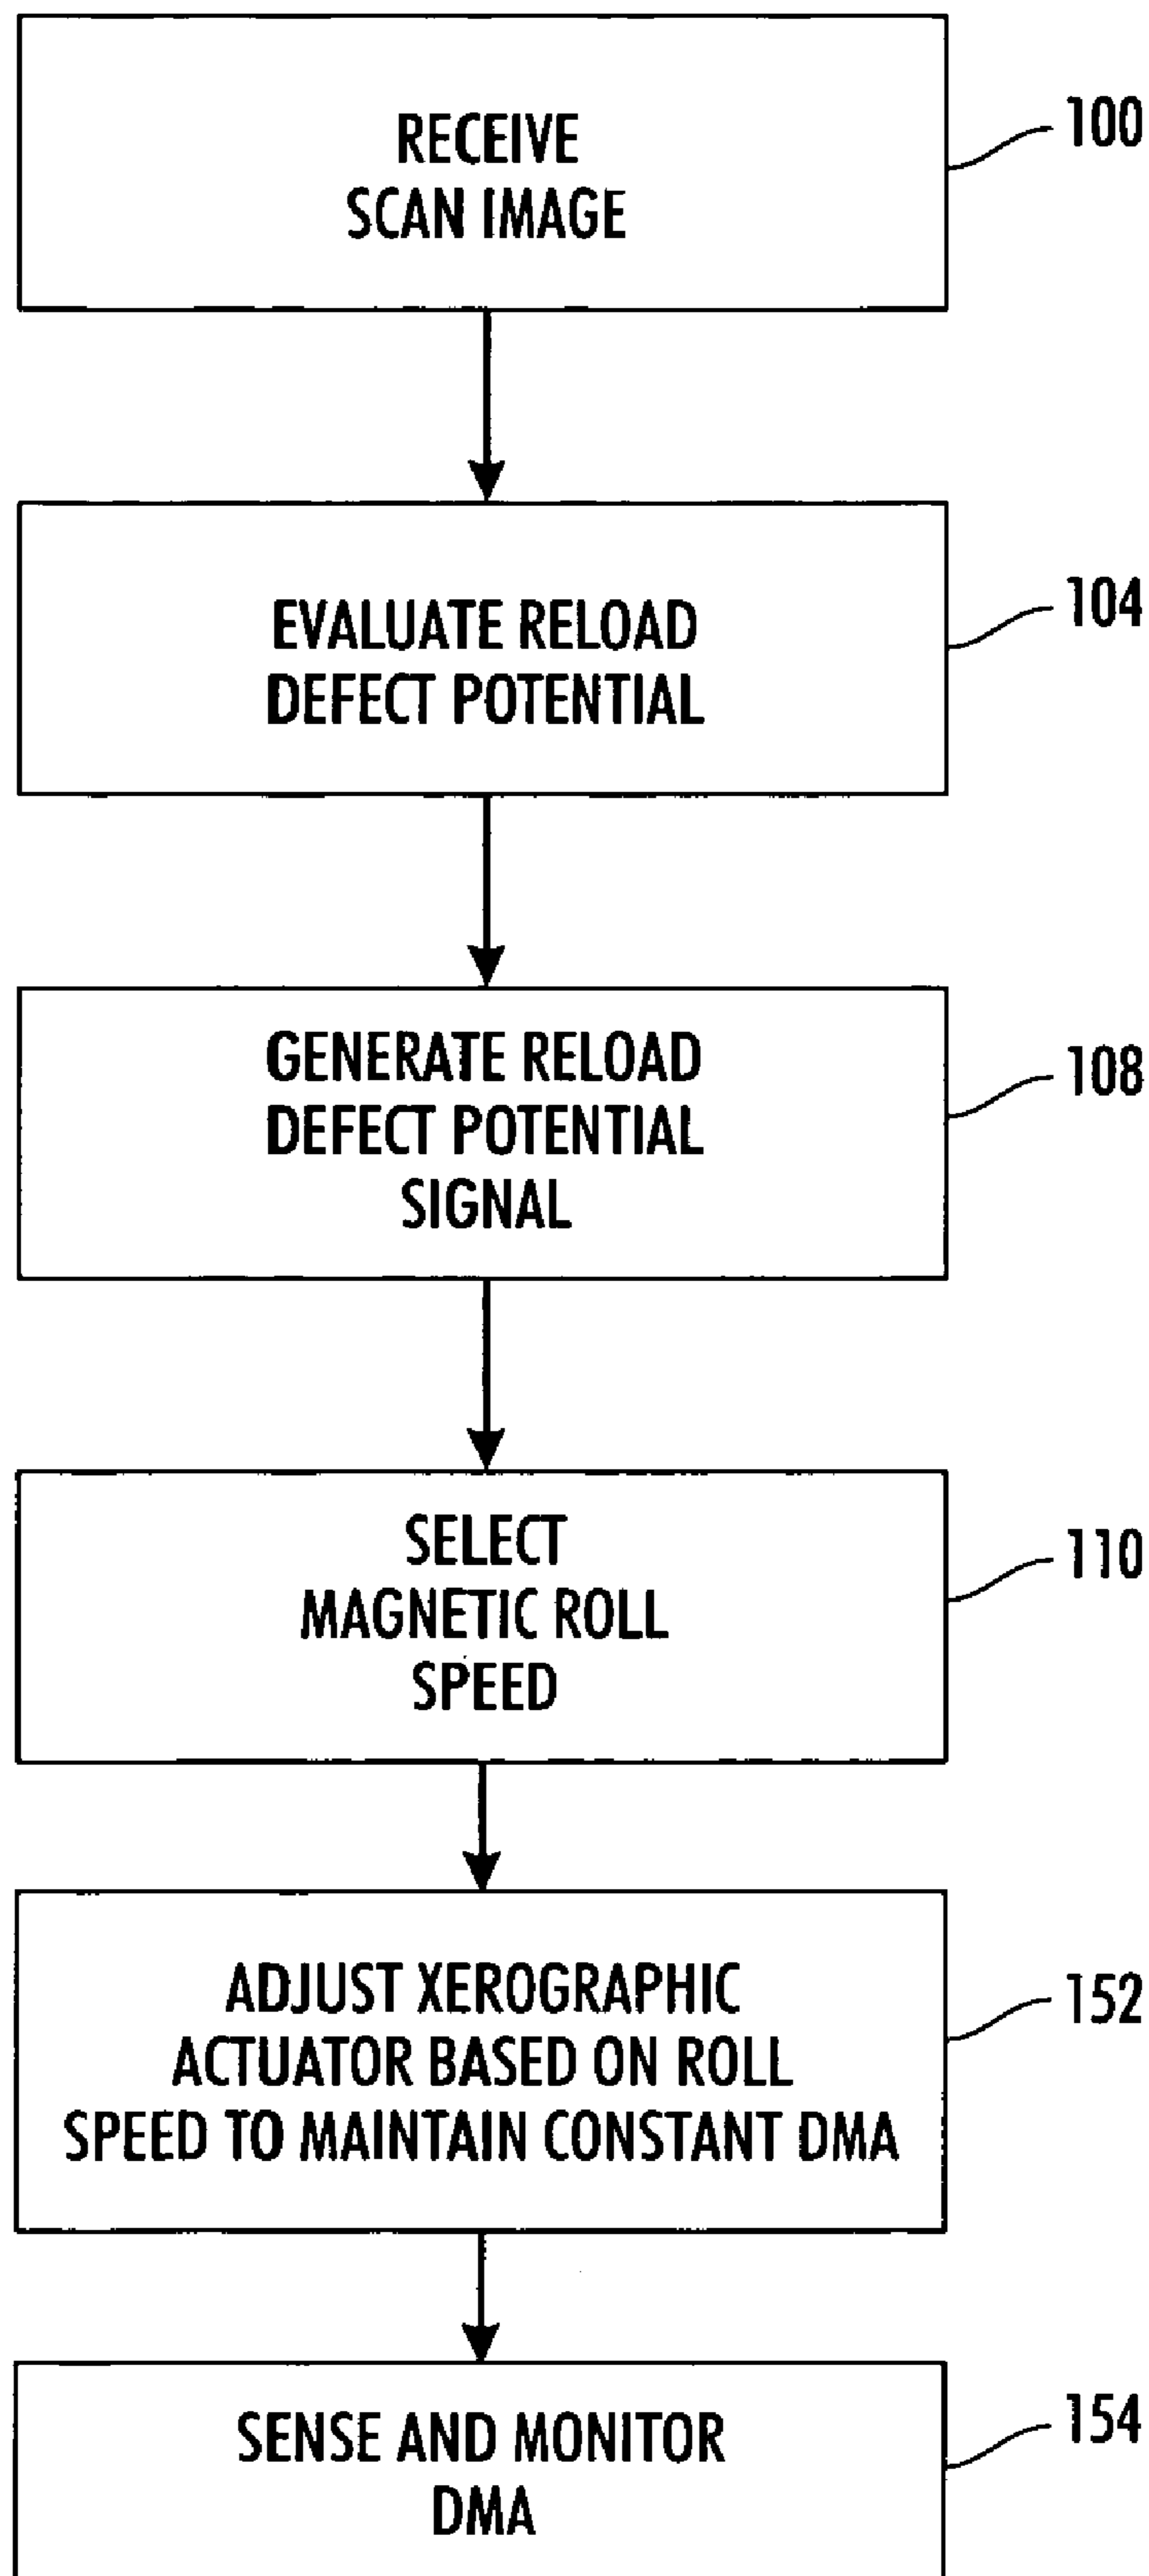 RECEIVE
SCAN IMAGE
100
EVALUATE RELOAD
DEFECT POTENTIAL
104
GENERATE RELOAD
DEFECT POTENTIAL
SIGNAL
108
SELECT
MAGNETIC ROLL
SPEED
110
ADJUST XEROGRAPHIC
ACTUATOR BASED ON ROLL
SPEED TO MAINTAIN CONSTANT DMA
152
SENSE AND MONITOR
DMA
154